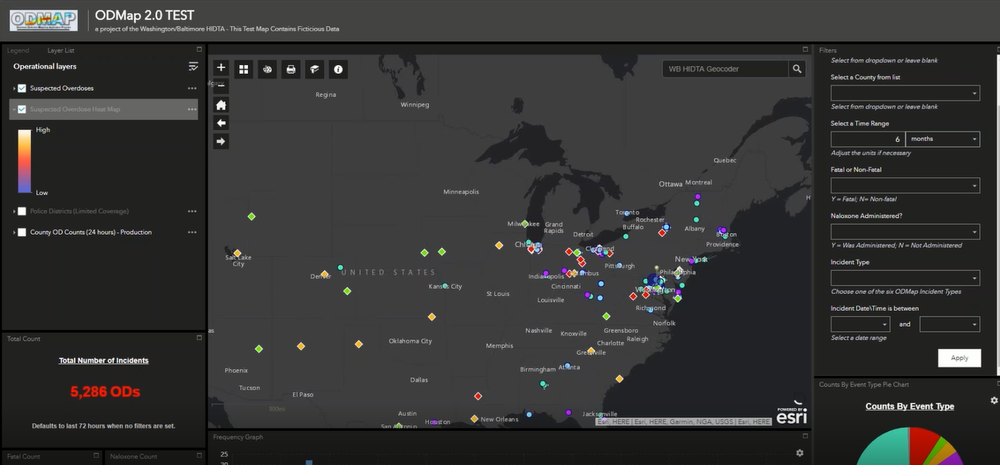 ODMAP
ODMap 2.0 TEST
a project of the Washington/Baltimore HIDTA - This Test Map Contains Ficticious Data
Legend
Layer List
Operational layers
Suspected Overdoses
Suspected Overdose Heat Map
High
Low
Police Districts (Limited Coverage)
County OD Counts (24 hours) - Production
Total Count
Total Number of Incidents
5,286 ODs
Defaults to last 72 hours when no filters are set.
Fatal Count
Naloxone Count
WB HIDTA Geocoder
Regina
Winnipeg
Quebec
Ottawa
Montreal
Minneapolis
Toronto
Rochester
Buffalo
Albany
Boston
Providence
Milwaukee
Grand
Rapids
Detroit
Chicago
Cleveland
New York
Salt Lake
City
Pittsburgh
Philadelphia
Denver
UNITED STATES
Indianapolis
Columbus
Kansas City
Cincinnati
Washington
St Louis
Louisville
Richmond
Norfolk
Nashville
Knoxville
Greensboro
Raleigh
Oklahoma City
Memphis
Charlotte
Greenville
Phoenix
Birmingham
Atlanta
Tucson
Dallas
El Paso
300mi
Austin
Houston
New Orleans
Jacksonville
San Antonio
Esri, HERE | Esri, HERE, Garmin, NGA, USGS | Esri, HERE
POWERED BY
esri
Frequency Graph
25
20
Filters
Select from dropdown or leave blank
Select a County from list
Select from dropdown or leave blank
Select a Time Range
6
months
Adjust the units if necessary
Fatal or Non-Fatal
Y = Fatal; N= Non-fatal
Naloxone Administered?
Y = Was Administered; N = Not Administered
Incident Type
Choose one of the six ODMap Incident Types
Incident Date\Time is between
and
Select a date range
Apply
Counts By Event Type Pie Chart
Counts By Event Type